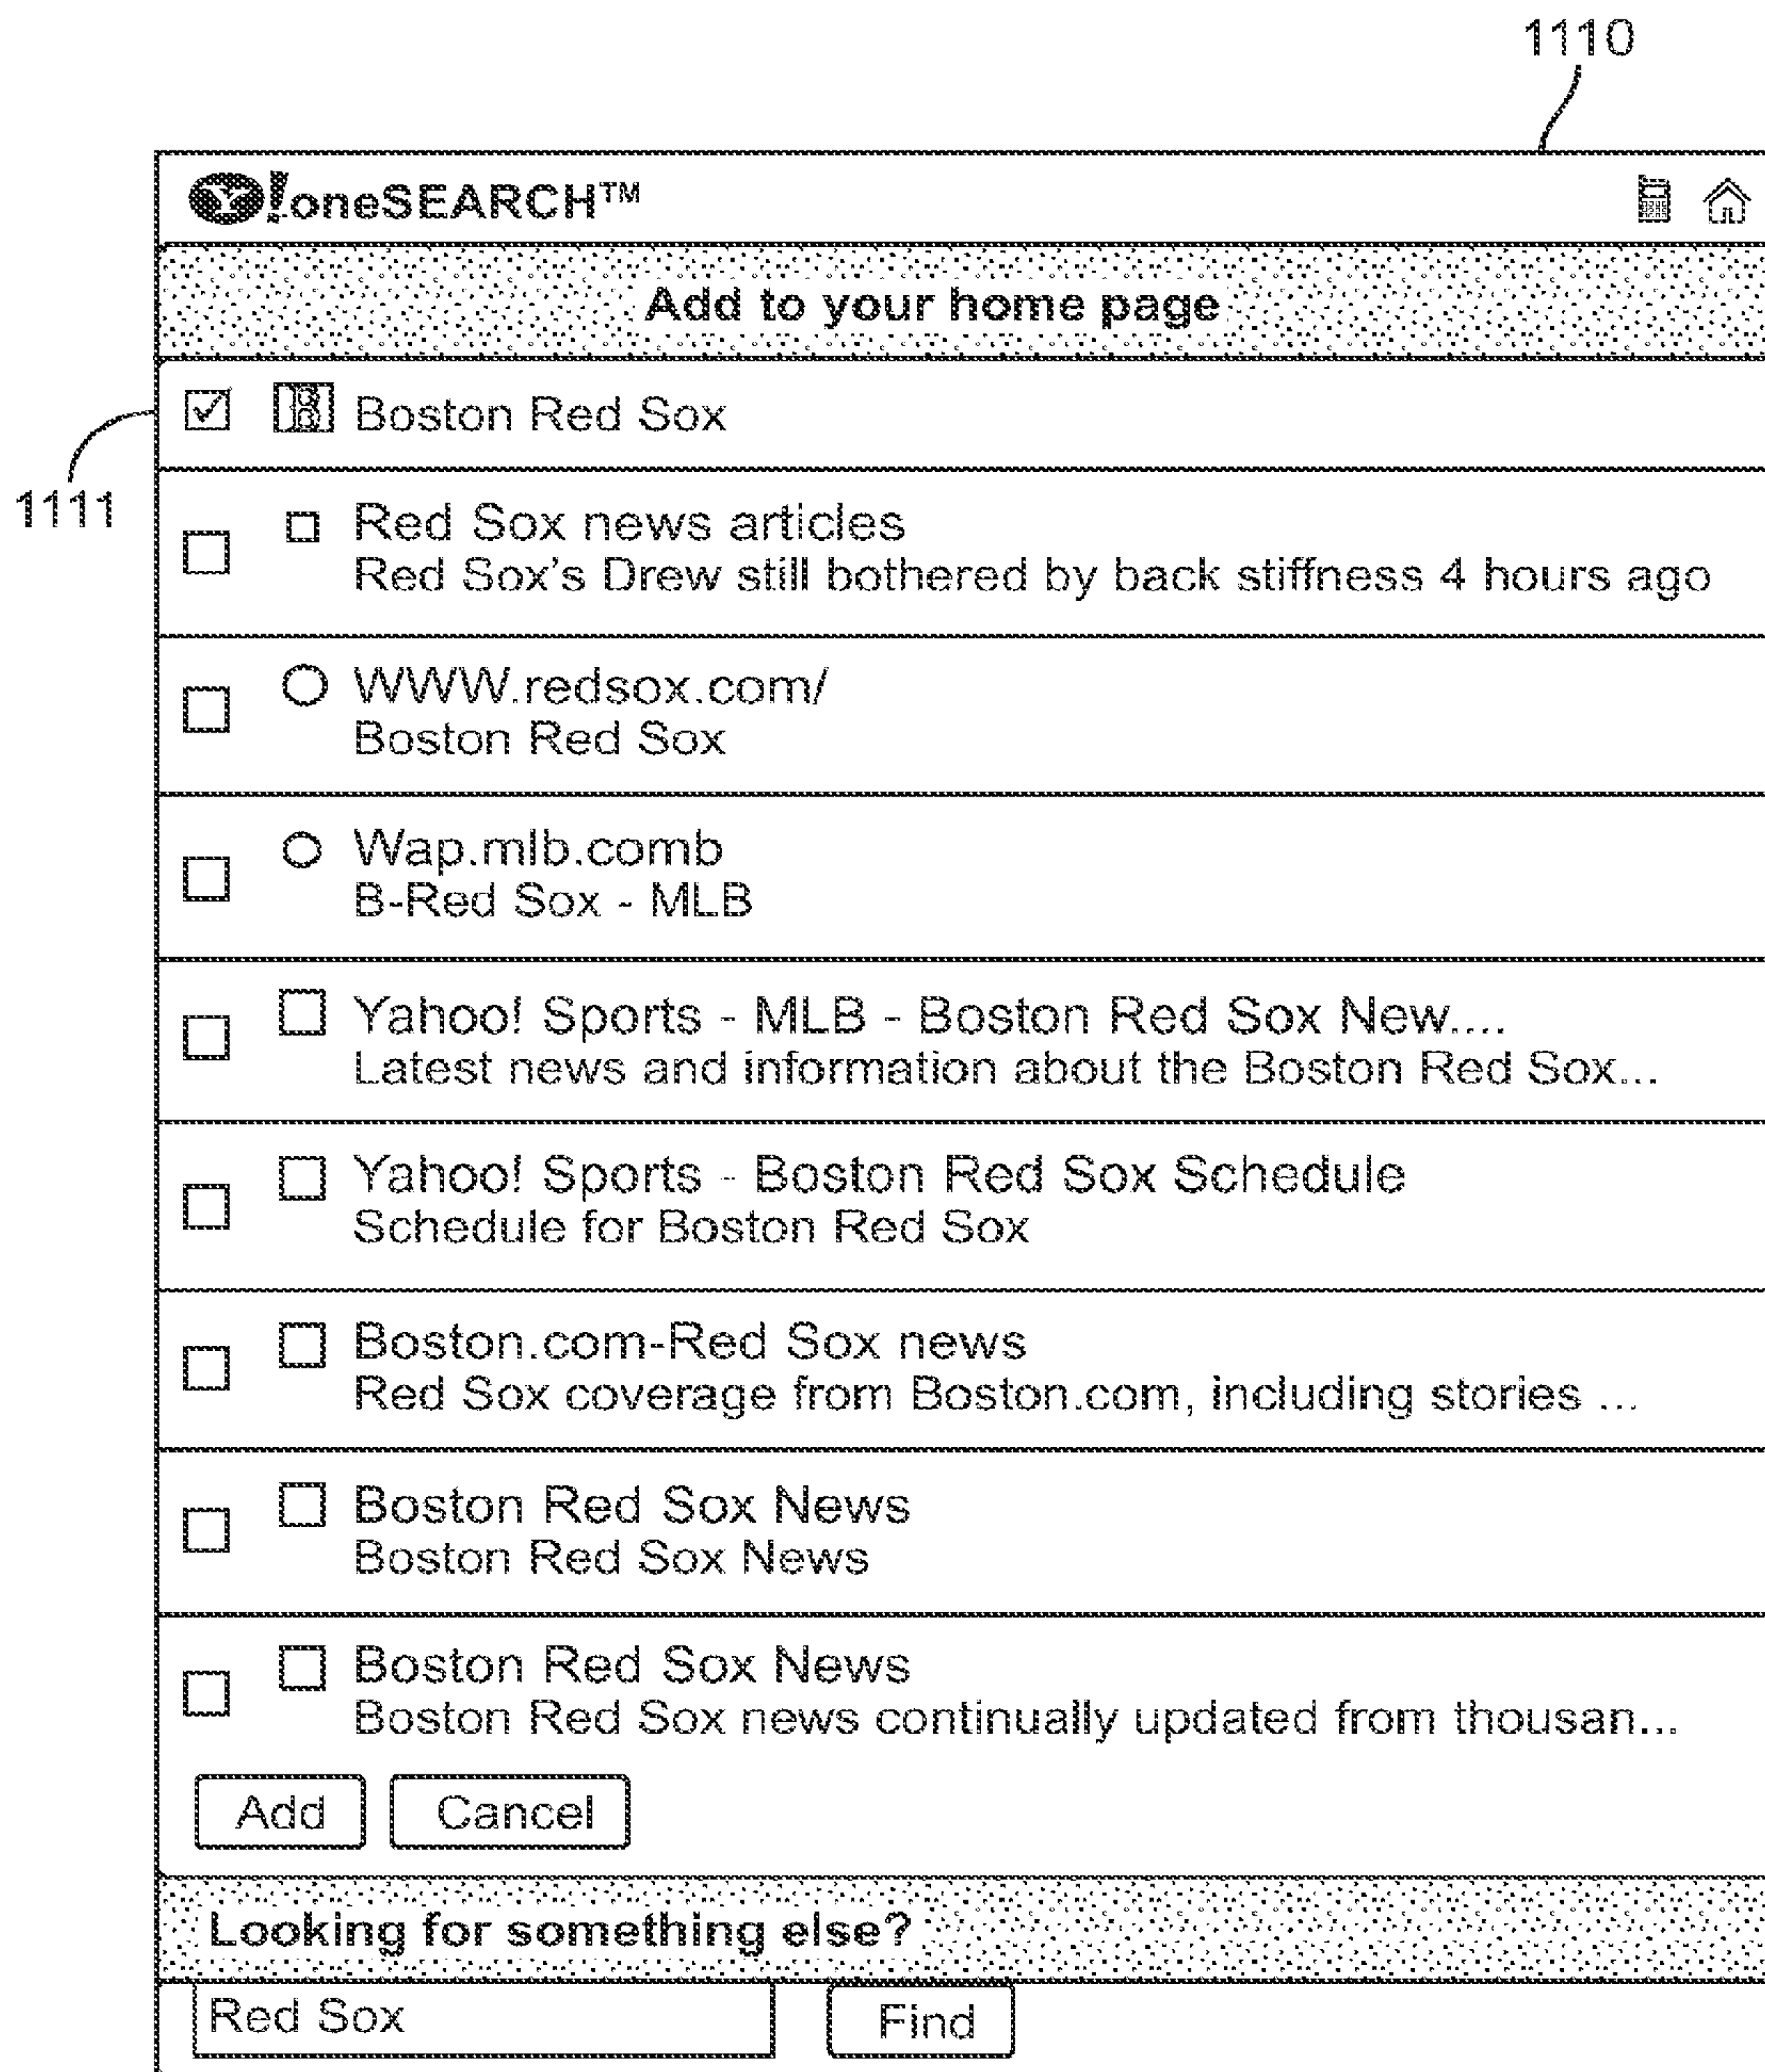 1110
Y!oneSEARCH™
Add to your home page
B Boston Red Sox
1111
Red Sox news articles
Red Sox's Drew still bothered by back stiffness 4 hours ago
WWW.redsox.com/
Boston Red Sox
Wap.mlb.comb
B-Red Sox - MLB
Yahoo! Sports - MLB - Boston Red Sox New....
Latest news and information about the Boston Red Sox...
Yahoo! Sports - Boston Red Sox Schedule
Schedule for Boston Red Sox
Boston.com-Red Sox news
Red Sox coverage from Boston.com, including stories ...
Boston Red Sox News
Boston Red Sox News
Boston Red Sox News
Boston Red Sox news continually updated from thousan...
Add Cancel
Looking for something else?
Red Sox Find